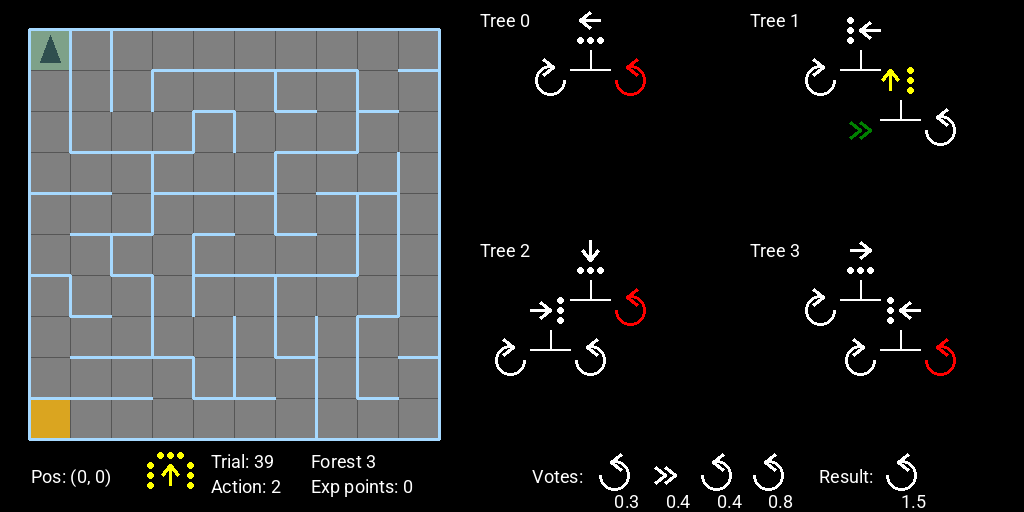 Tree 0
Tree 1
Tree 2
Tree 3
Pos: (0, 0)
Trial: 39
Forest 3
Action: 2
Exp points: 0
Votes:
0.3
0.4
0.4
0.8
Result:
1.5